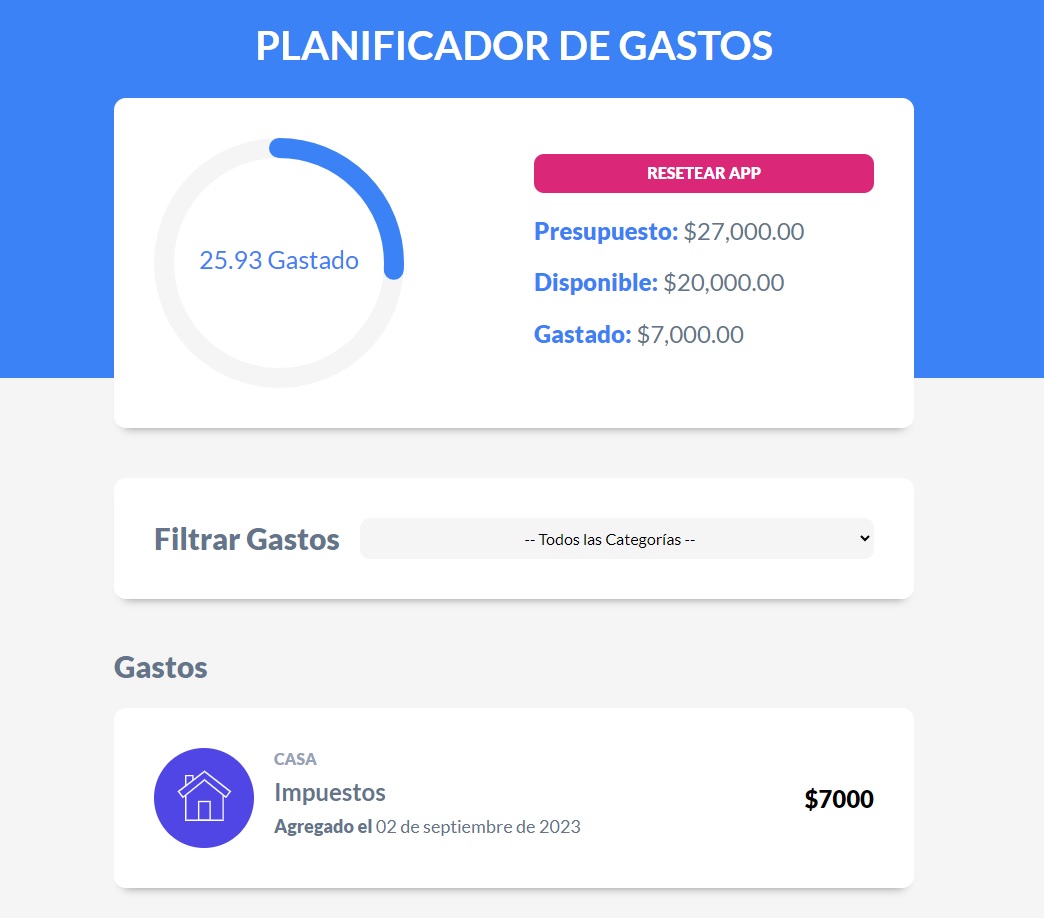 PLANIFICADOR DE GASTOS
25.93 Gastado
RESETEAR APP
Presupuesto: $27,000.00
Disponible: $20,000.00
Gastado: $7,000.00
Filtrar Gastos
-- Todos las Categorías --
Gastos
CASA
Impuestos
Agregado el 02 de septiembre de 2023
$7000